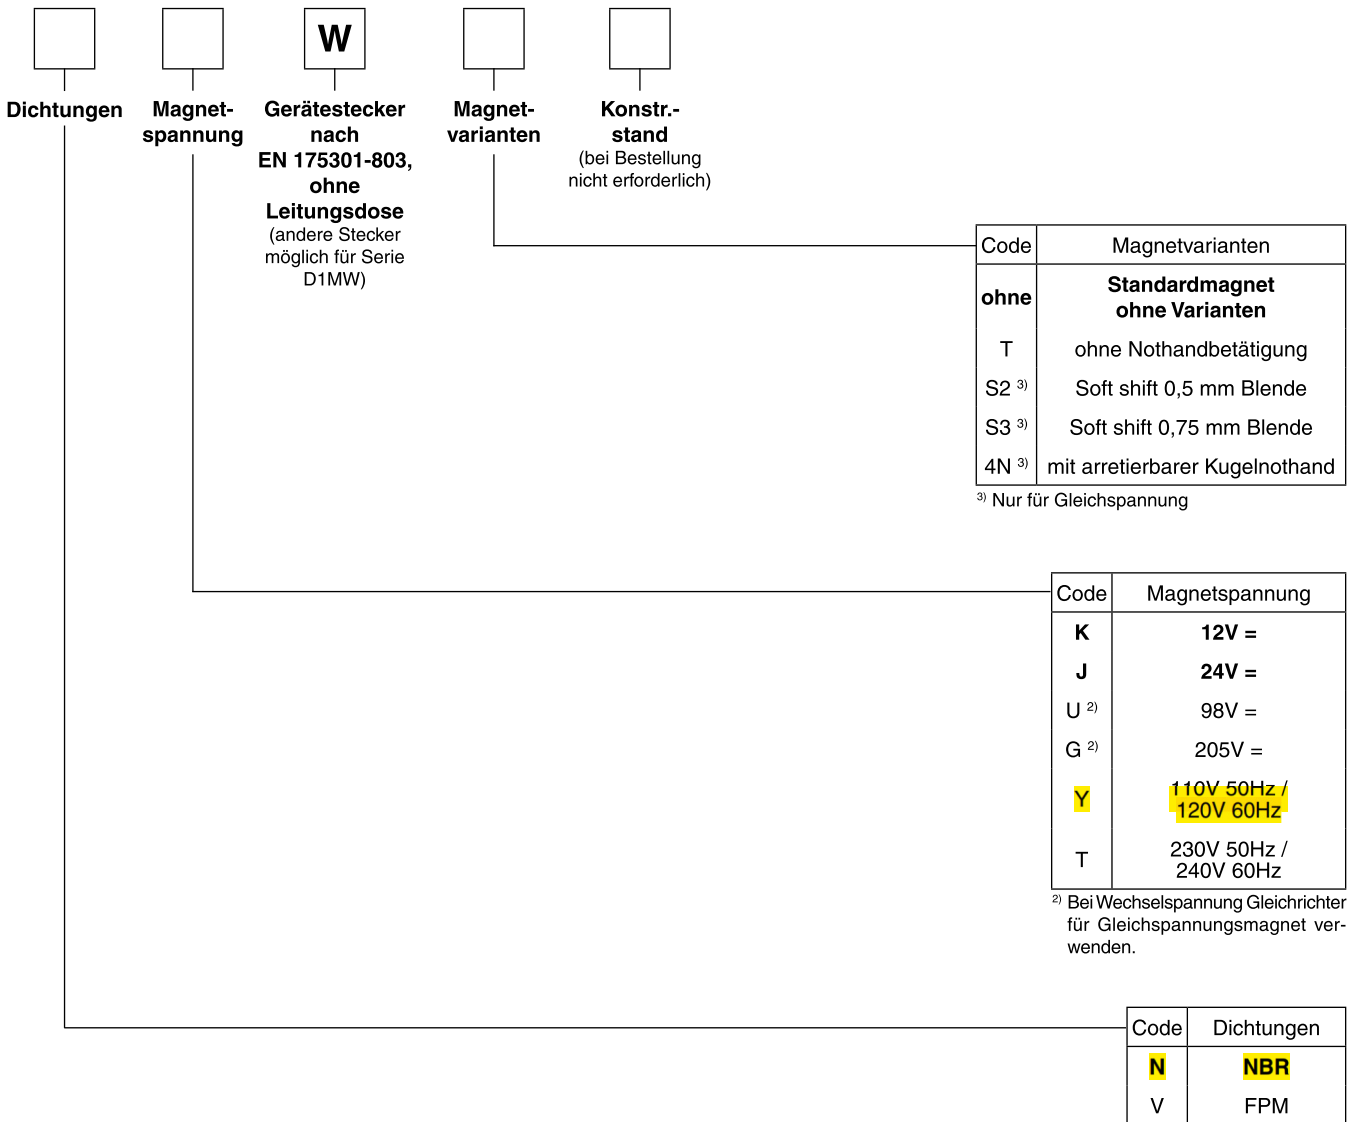 W
Dichtungen
Magnet-
spannung
Gerätestecker
nach
EN 175301-803,
ohne
Leitungsdose
(andere Stecker
möglich für Serie
D1MW)
Magnet-
varianten
Konstr.-
stand
(bei Bestellung
nicht erforderlich)
Code Magnetvarianten
ohne Standardmagnet
ohne Varianten
T ohne Nothandbetätigung
S2 3) Soft shift 0,5 mm Blende
S3 3) Soft shift 0,75 mm Blende
4N 3) mit arretierbarer Kugelnothand
3) Nur für Gleichspannung
Code Magnetspannung
K 12V =
J 24V =
U 2) 98V =
G 2) 205V =
Y 110V 50Hz /
120V 60Hz
T 230V 50Hz /
240V 60Hz
2) Bei Wechselspannung Gleichrichter
für Gleichspannungsmagnet ver-
wenden.
Code Dichtungen
N NBR
V FPM